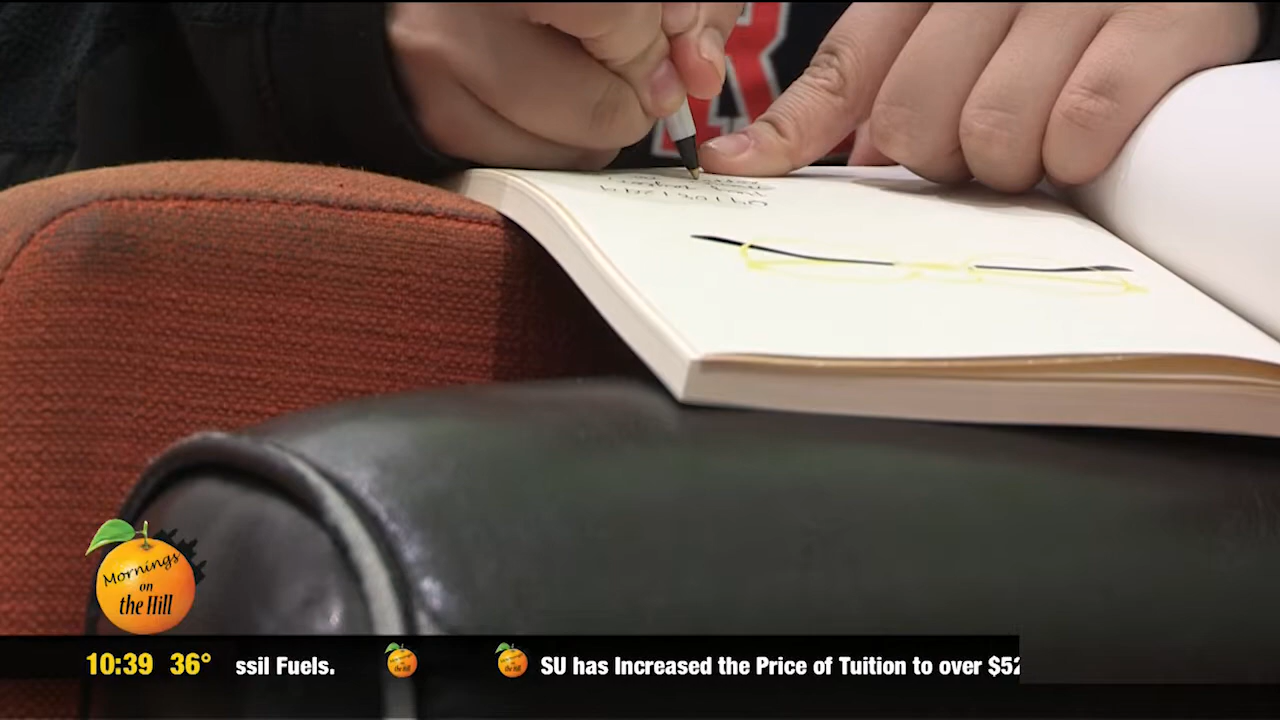 R
Mornings
on
the Hill
10:39 36° ssil Fuels. SU has Increased the Price of Tuition to over $52